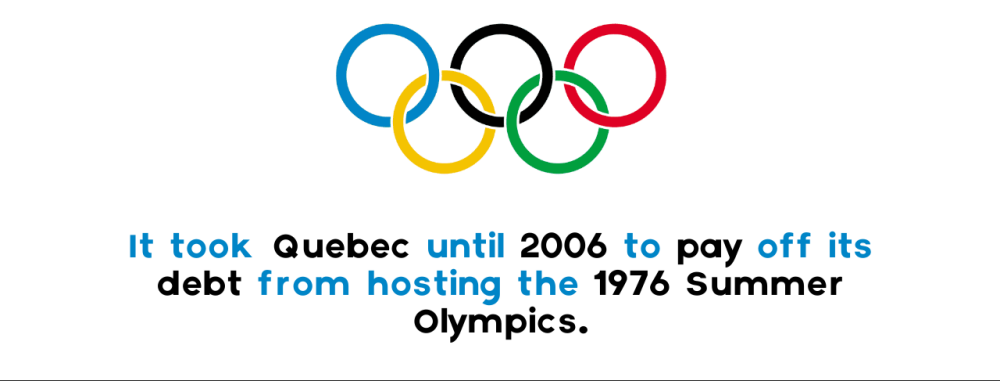 It took Quebec until 2006 to pay off its
debt from hosting the 1976 Summer
Olympics.